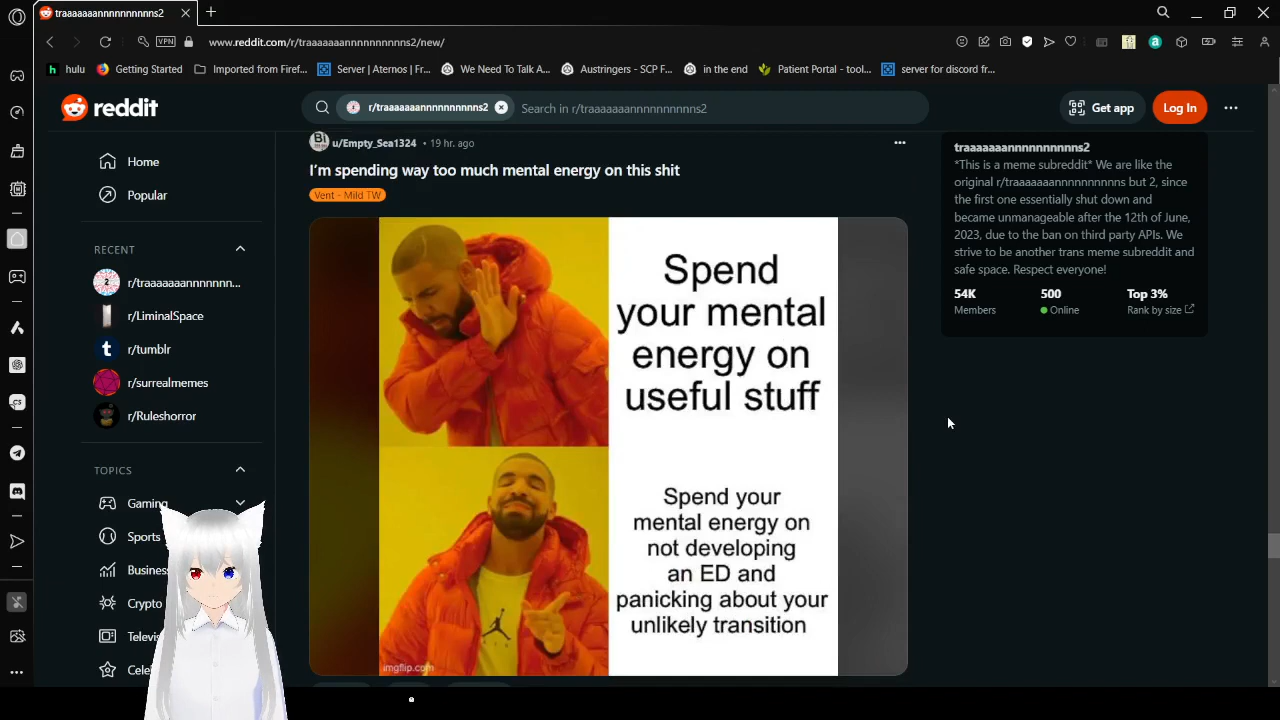 traaaaaaannnnnnnnns2
www.reddit.com/r/traaaaaaannnnnnnnnns2/new/
VPN
hulu
Getting Started
Imported from Firef...
Server | Aternos | Fr...
We Need To Talk A...
Austringers - SCP F...
in the end
Patient Portal - tool...
server for discord fr...
reddit
r/traaaaaaannnnnnnnnns2
Search in r/traaaaaaannnnnnnnnns2
Get app
Log In
Home
Popular
RECENT
r/traaaaaaannnnnn...
r/LiminalSpace
r/tumblr
r/surrealmemes
r/Ruleshorror
TOPICS
Gaming
Sports
Busines
Crypto
Televi
Cele
u/Empty_Sea1324 • 19 hr. ago
I'm spending way too much mental energy on this shit
Vent - Mild TW
Spend
your mental
energy on
useful stuff
Spend your
mental energy on
not developing
an ED and
panicking about your
unlikely transition
imgflip.com
traaaaaaannnnnnnnnns2
*This is a meme subreddit* We are like the
original r/traaaaaaannnnnnnnnns but 2, since
the first one essentially shut down and
became unmanageable after the 12th of June,
2023, due to the ban on third party APIs. We
strive to be another trans meme subreddit and
safe space. Respect everyone!
54K
Members
500
Online
Top 3%
Rank by size